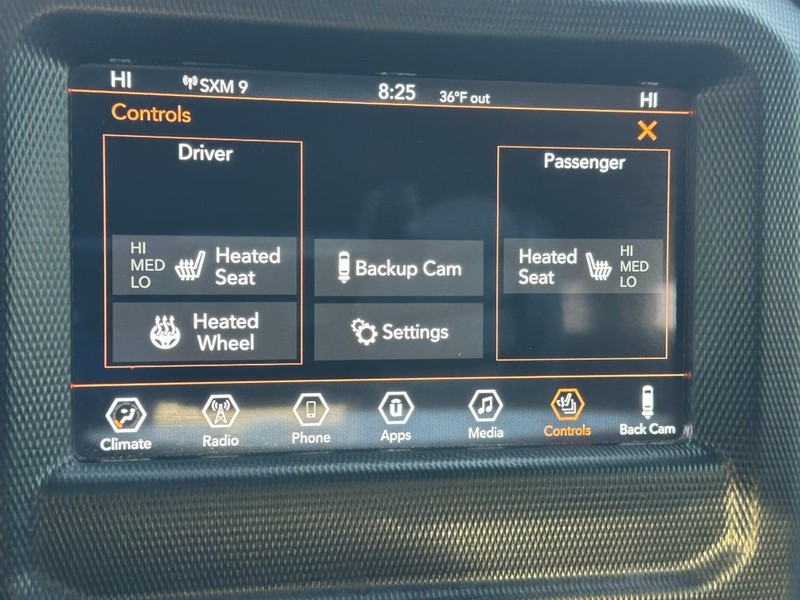 HI
SXM 9
8:25
36°F out
HI
Controls
X
Driver
Passenger
HI
MED
LO
Heated
Seat
Backup Cam
Heated
Seat
HI
MED
LO
Heated
Wheel
Settings
Climate
Radio
Phone
ū
Apps
Media
Controls
Back Cam